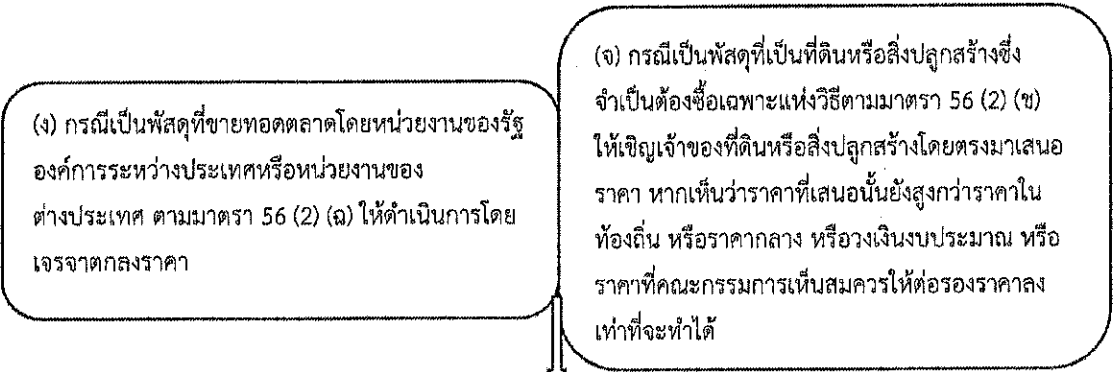 (ง) กรณีเป็นพัสดุที่ขายทอดตลาดโดยหน่วยงานของรัฐ
องค์การระหว่างประเทศหรือหน่วยงานของ
ต่างประเทศ ตามมาตรา 56 (2) (ฉ) ให้ดำเนินการโดย
เจรจาตกลงราคา
(จ) กรณีเป็นพัสดุที่เป็นที่ดินหรือสิ่งปลูกสร้างซึ่ง
จำเป็นต้องซื้อเฉพาะแห่งวิธีตามมาตรา 56 (2) (ช)
ให้เชิญเจ้าของที่ดินหรือสิ่งปลูกสร้างโดยตรงมาเสนอ
ราคา หากเห็นว่าราคาที่เสนอนั้นยังสูงกว่าราคาใน
ท้องถิ่น หรือราคากลาง หรือวงเงินงบประมาณ หรือ
ราคาที่คณะกรรมการเห็นสมควรให้ต่อรองราคาลง
เท่าที่จะทำได้